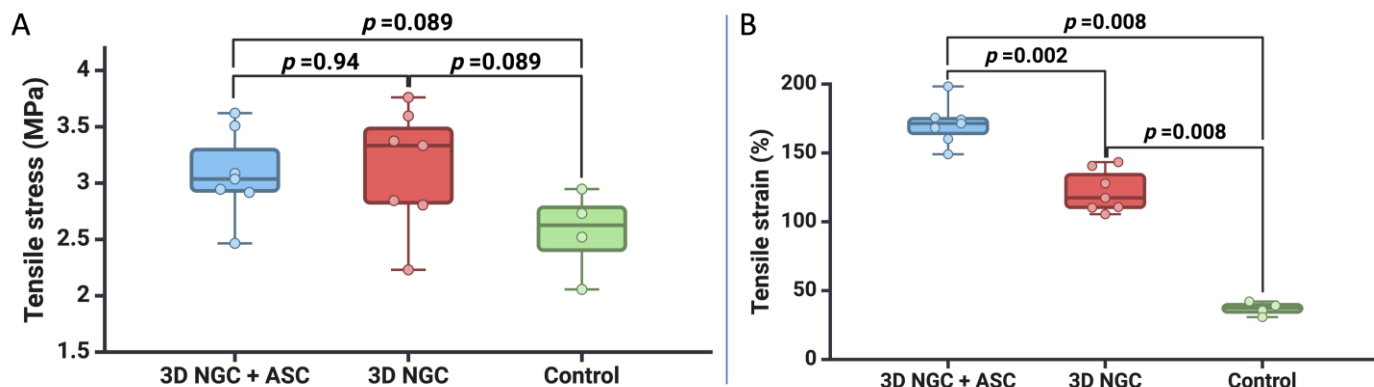 A
p=0.089
p=0.94
p=0.089
Tensile stress (MPa)
4
3.5
3
2.5
2
1.5
3D NGC + ASC
3D NGC
Control
B
p=0.008
p=0.002
p=0.008
Tensile strain (%)
200
150
100
50
0
3D NGC + ASC
3D NGC
Control